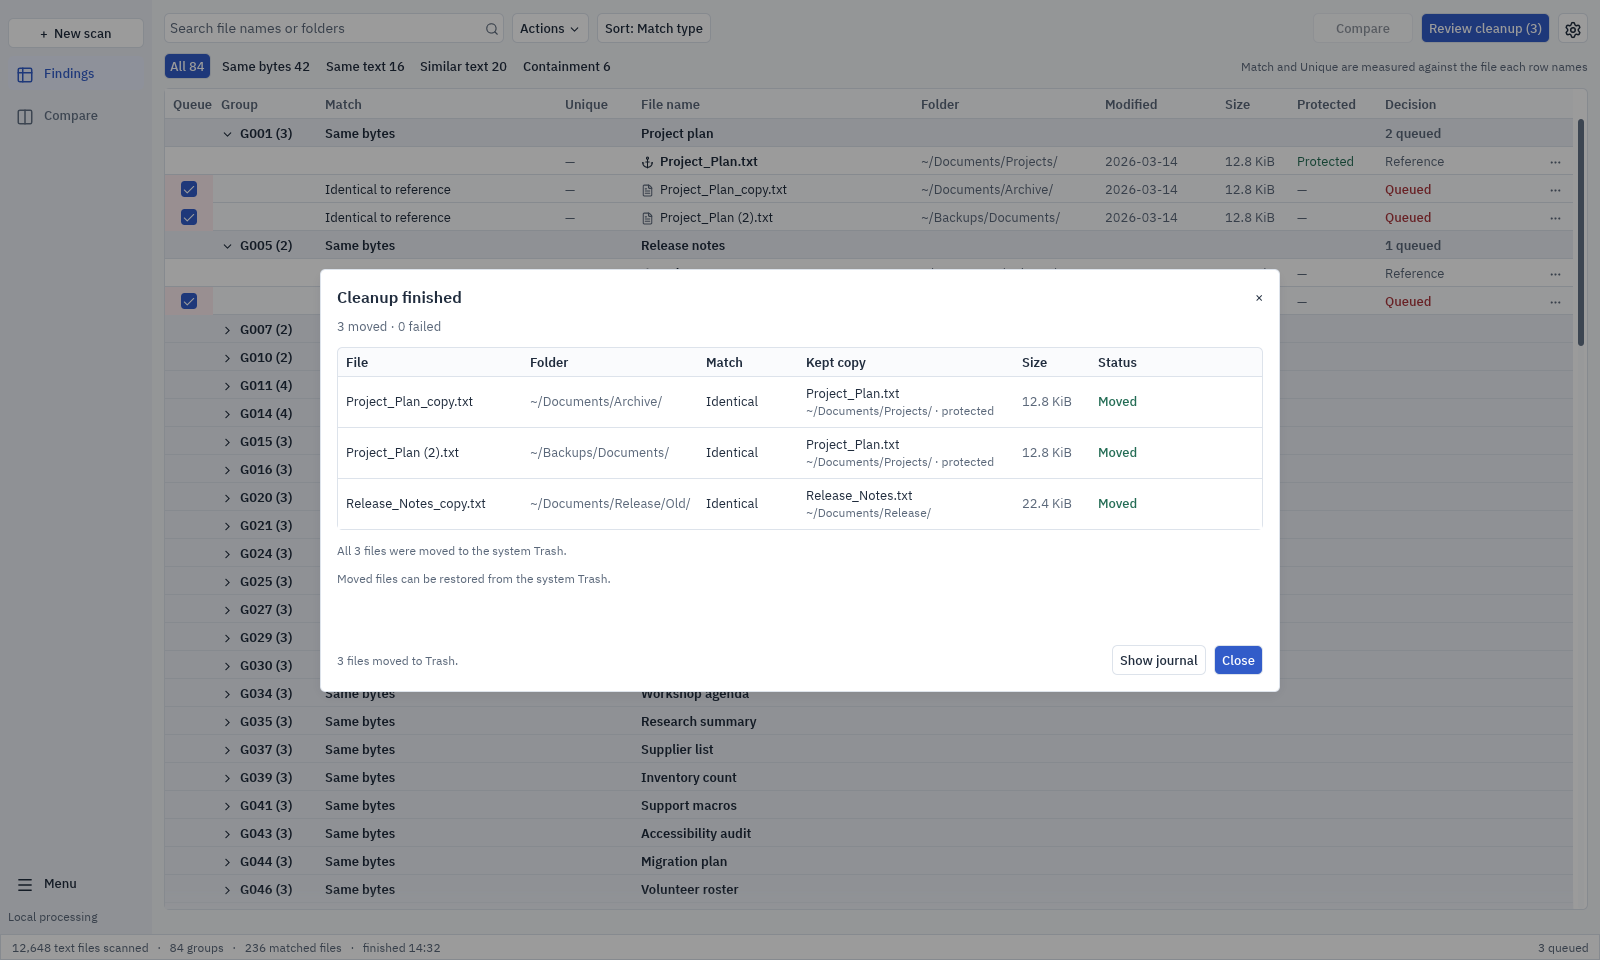 + New scan
Findings
Compare
Menu
Local processing
Search file names or folders
Actions
Sort: Match type
Compare
Review cleanup (3)
All 84
Same bytes 42
Same text 16
Similar text 20
Containment 6
Match and Unique are measured against the file each row names
Queue Group Match Unique File name Folder Modified Size Protected Decision
G001 (3) Same bytes Project plan 2 queued
— Project_Plan.txt ~/Documents/Projects/ 2026-03-14 12.8 KiB Protected Reference ···
Identical to reference — Project_Plan_copy.txt ~/Documents/Archive/ 2026-03-14 12.8 KiB — Queued ···
Identical to reference — Project_Plan (2).txt ~/Backups/Documents/ 2026-03-14 12.8 KiB — Queued ···
G005 (2) Same bytes Release notes 1 queued
— Reference ···
— Queued ···
G007 (2)
G010 (2)
G011 (4)
G014 (4)
G015 (3)
G016 (3)
G020 (3)
G021 (3)
G024 (3)
G025 (3)
G027 (3)
G029 (3)
G030 (3)
G034 (3) Same bytes Workshop agenda
G035 (3) Same bytes Research summary
G037 (3) Same bytes Supplier list
G039 (3) Same bytes Inventory count
G041 (3) Same bytes Support macros
G043 (3) Same bytes Accessibility audit
G044 (3) Same bytes Migration plan
G046 (3) Same bytes Volunteer roster
Cleanup finished ×
3 moved · 0 failed
File Folder Match Kept copy Size Status
Project_Plan_copy.txt ~/Documents/Archive/ Identical Project_Plan.txt 12.8 KiB Moved
~/Documents/Projects/ · protected
Project_Plan (2).txt ~/Backups/Documents/ Identical Project_Plan.txt 12.8 KiB Moved
~/Documents/Projects/ · protected
Release_Notes_copy.txt ~/Documents/Release/Old/ Identical Release_Notes.txt 22.4 KiB Moved
~/Documents/Release/
All 3 files were moved to the system Trash.
Moved files can be restored from the system Trash.
3 files moved to Trash.
Show journal
Close
12,648 text files scanned · 84 groups · 236 matched files · finished 14:32
3 queued